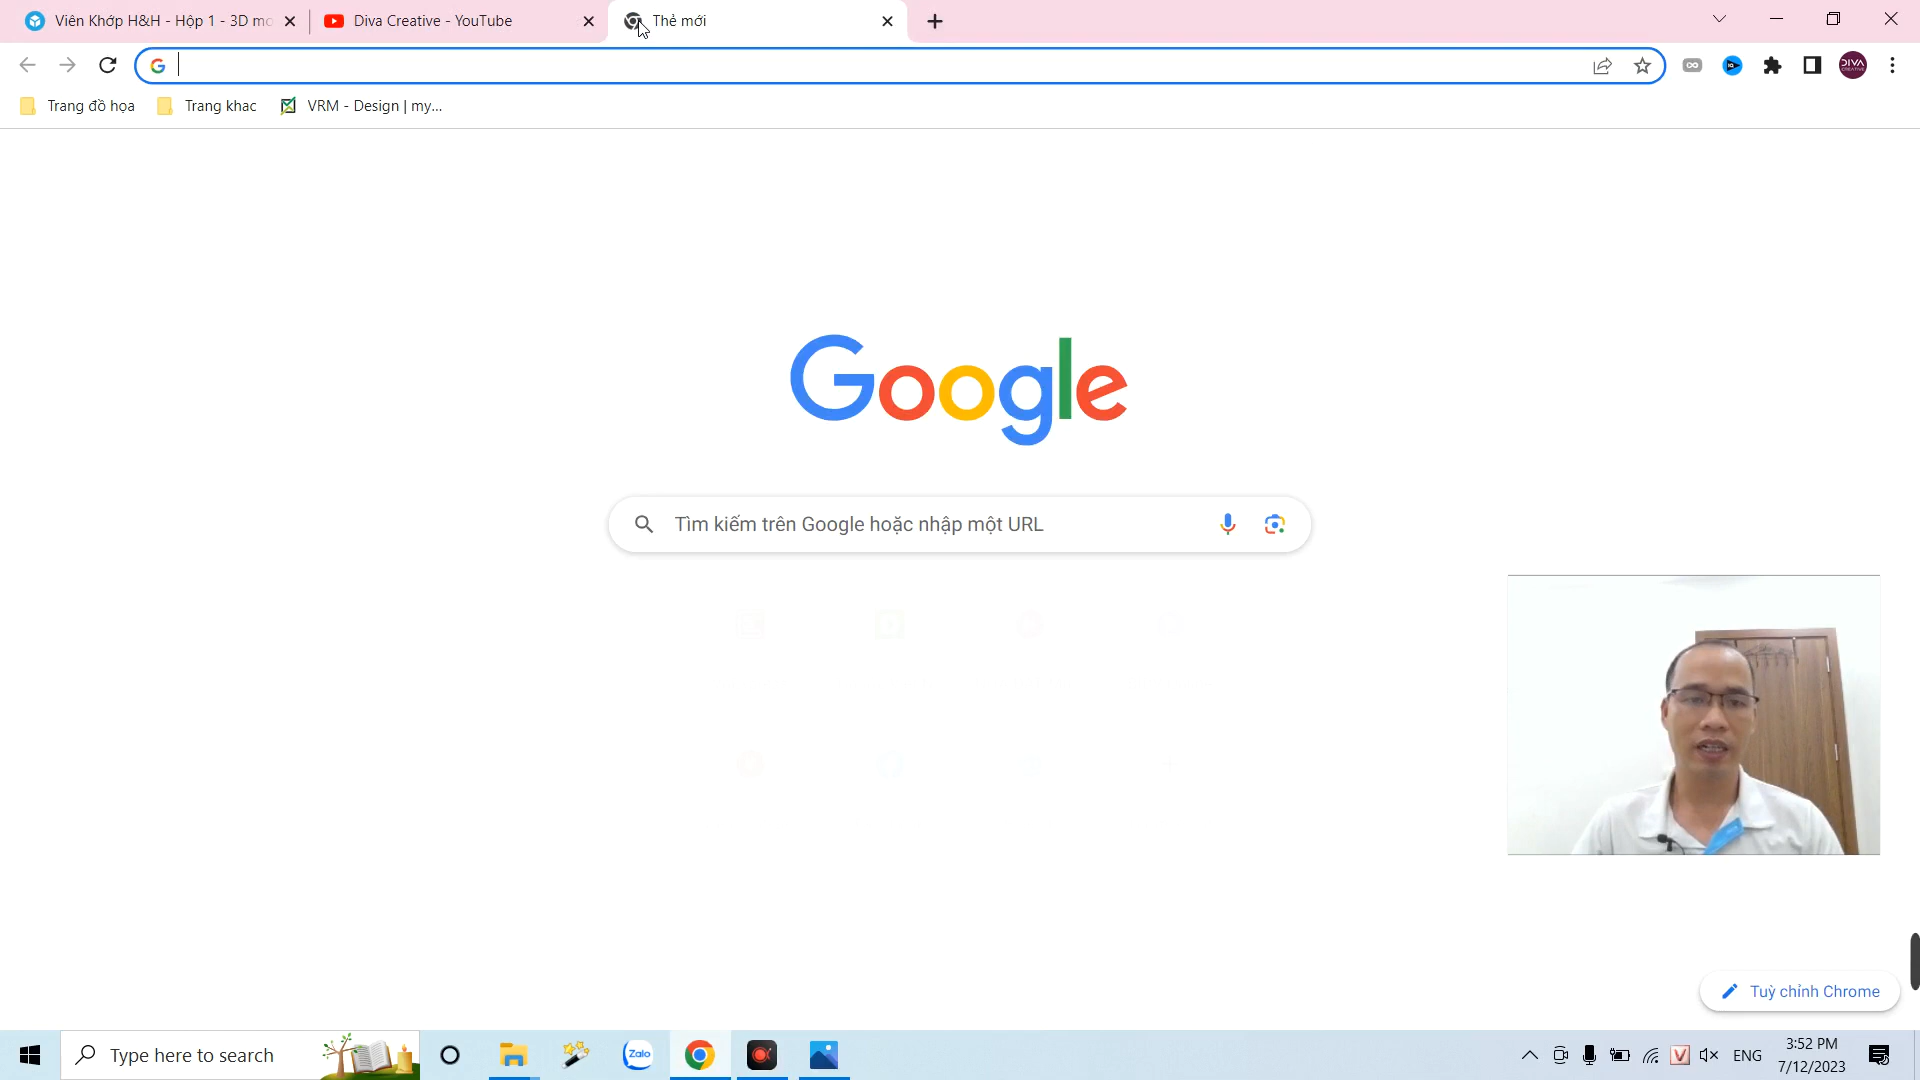 Viên Khớp H&H - Hộp 1 - 3D mo
Diva Creative - YouTube
Thẻ mới
DIVA
Trang đồ họa
Trang khac
VRM - Design | my...
Google
Tìm kiếm trên Google hoặc nhập một URL
Tuỳ chỉnh Chrome
Type here to search
Zalo
V
ENG
3:52 PM
7/12/2023